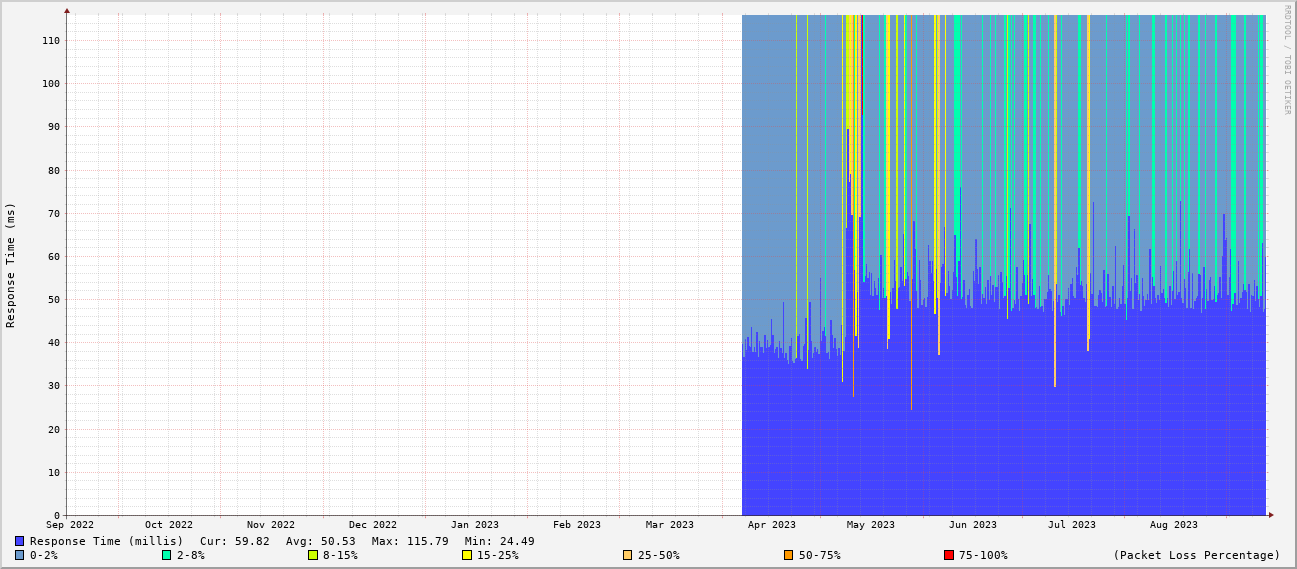 RRDTOOL / TOBI OETIKER
Response Time (ms)
110
100
90
80
70
60
50
40
30
20
10
0
Sep 2022 Oct 2022 Nov 2022 Dec 2022 Jan 2023 Feb 2023 Mar 2023 Apr 2023 May 2023 Jun 2023 Jul 2023 Aug 2023
Response Time (millis) Cur: 59.82 Avg: 50.53 Max: 115.79 Min: 24.49
0-2% 2-8% 8-15% 15-25% 25-50% 50-75% 75-100% (Packet Loss Percentage)